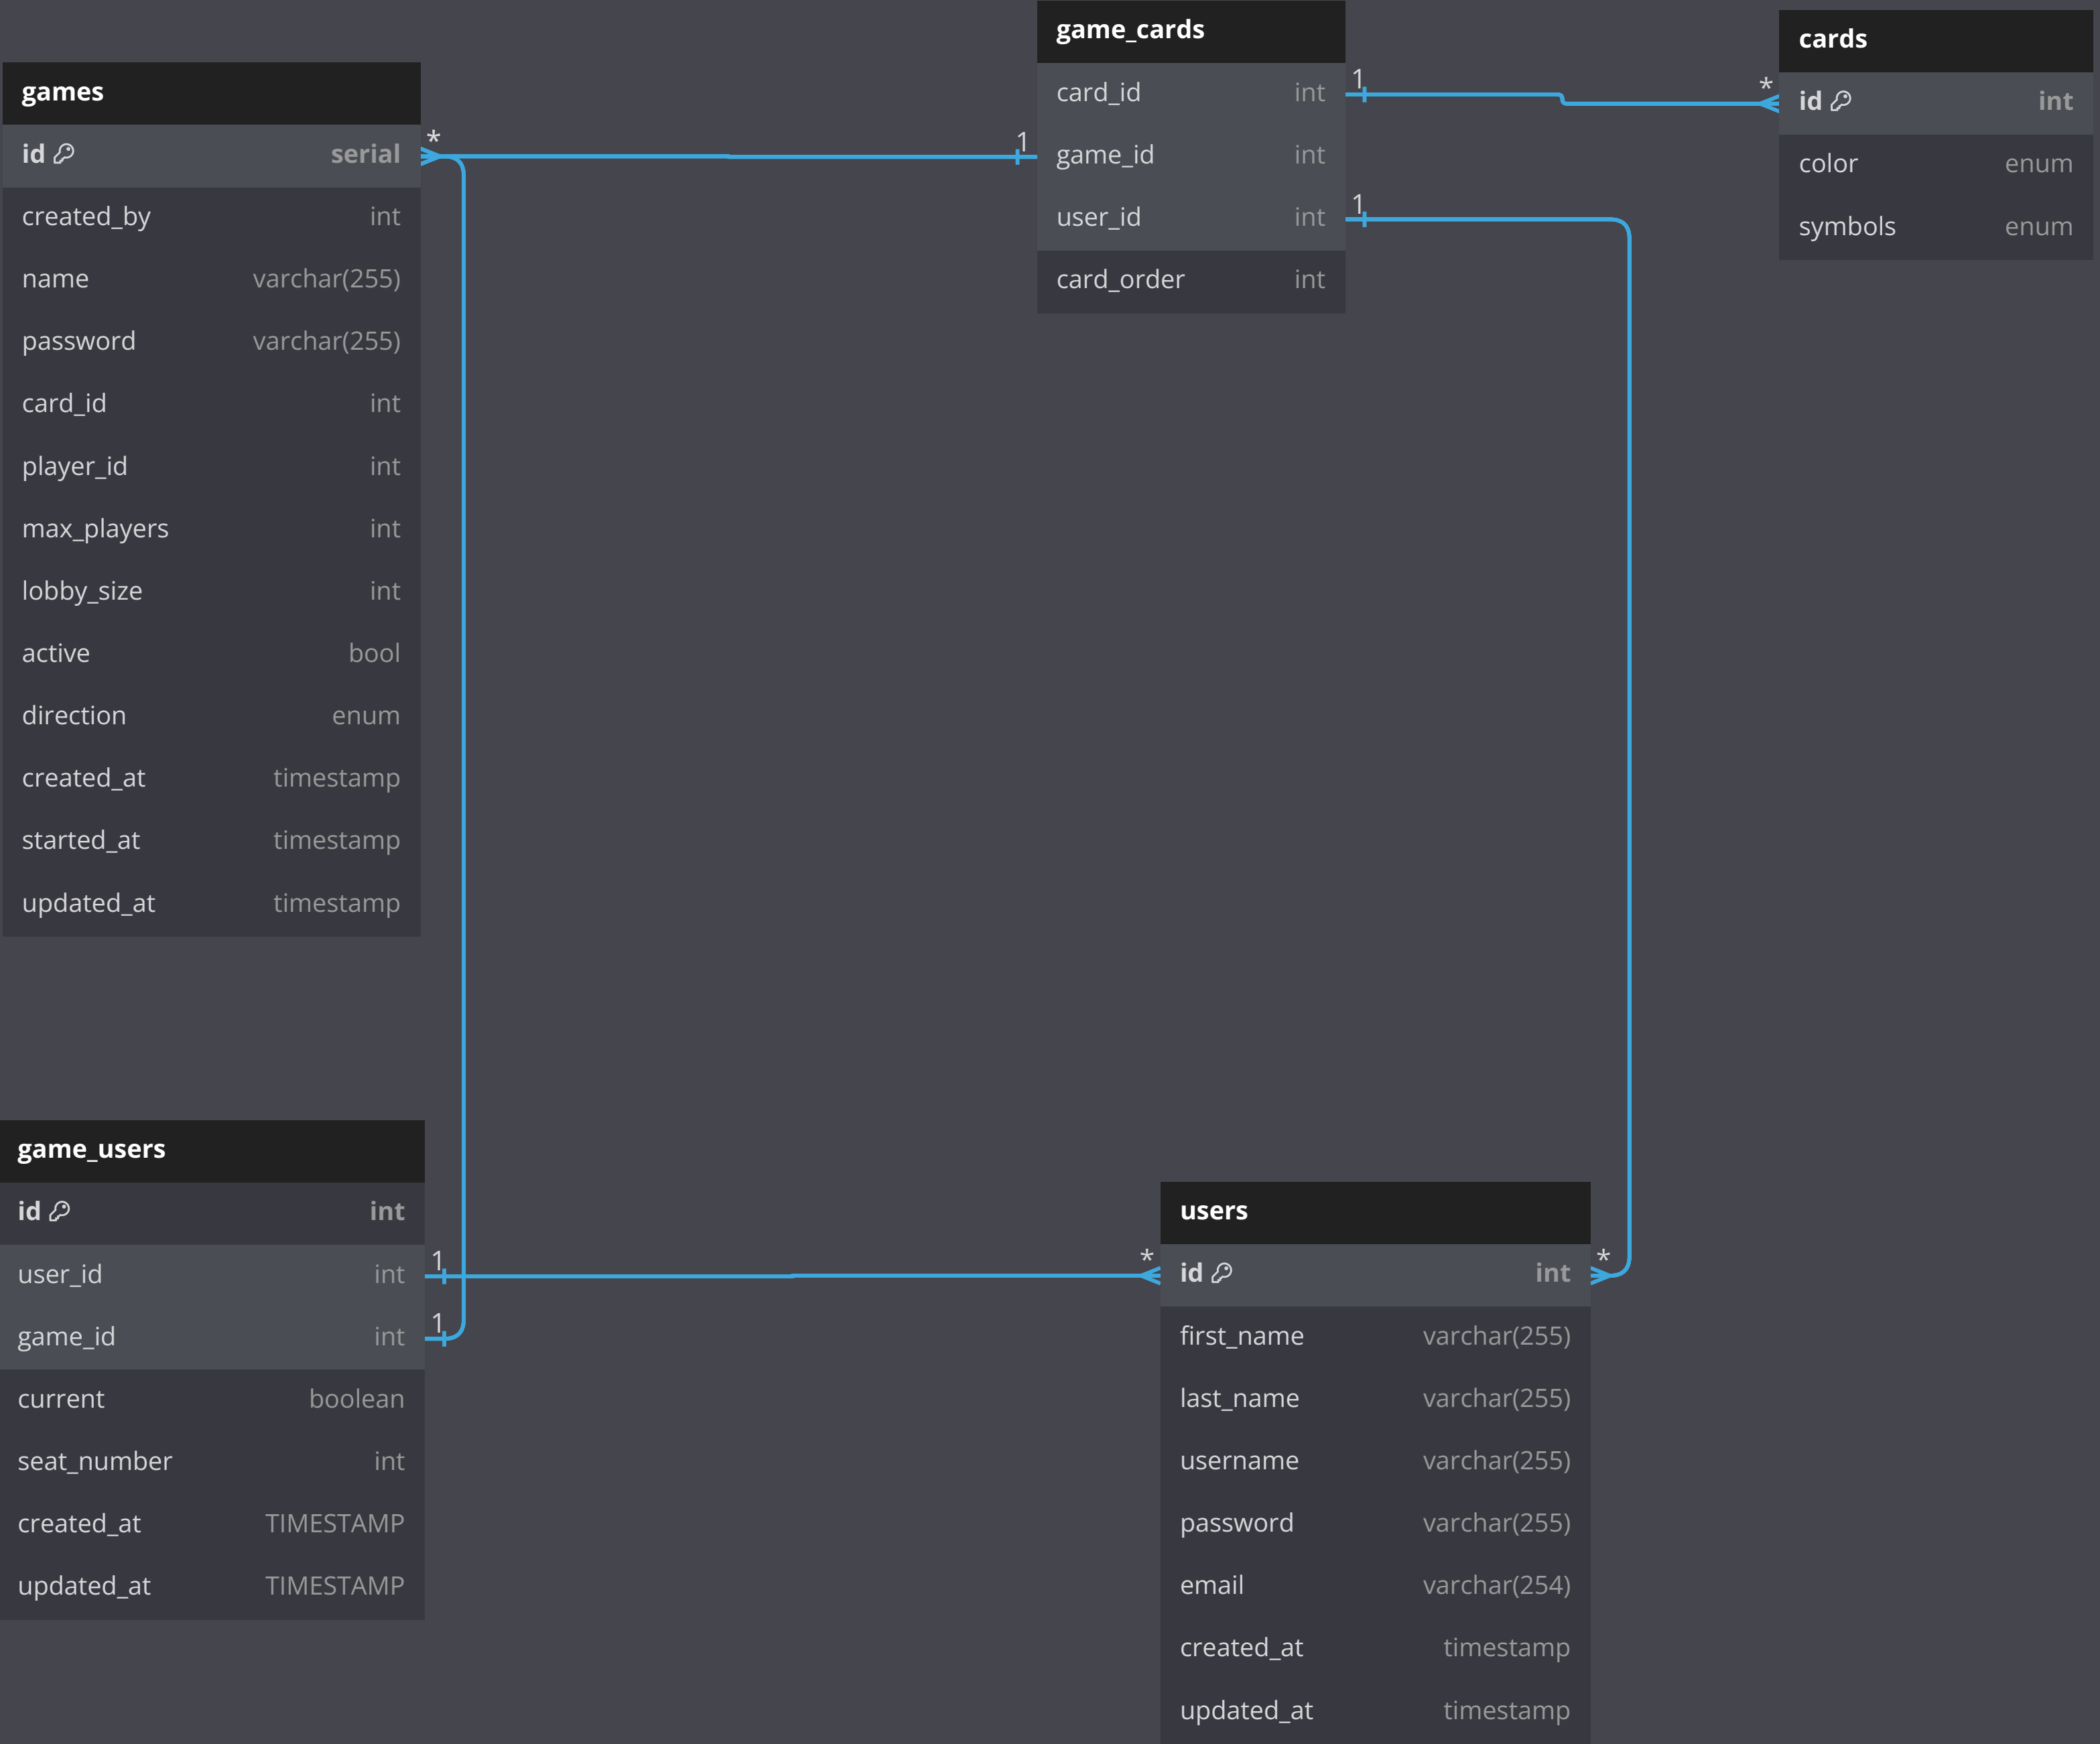 games
id serial
created_by int
name varchar(255)
password varchar(255)
card_id int
player_id int
max_players int
lobby_size int
active bool
direction enum
created_at timestamp
started_at timestamp
updated_at timestamp
*
1
game_cards
card_id int
game_id int
user_id int
card_order int
1
1
*
cards
id int
color enum
symbols enum
game_users
id int
user_id int
game_id int
current boolean
seat_number int
created_at TIMESTAMP
updated_at TIMESTAMP
1
1
*
users
id int
first_name varchar(255)
last_name varchar(255)
username varchar(255)
password varchar(255)
email varchar(254)
created_at timestamp
updated_at timestamp
*